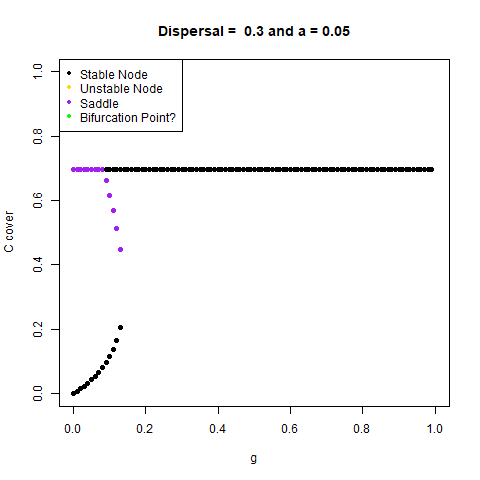 Dispersal =  0.3 and a = 0.05
Stable Node
Unstable Node
Saddle
Bifurcation Point?
C cover
1.0
0.8
0.6
0.4
0.2
0.0
0.0 0.2 0.4 0.6 0.8 1.0
g